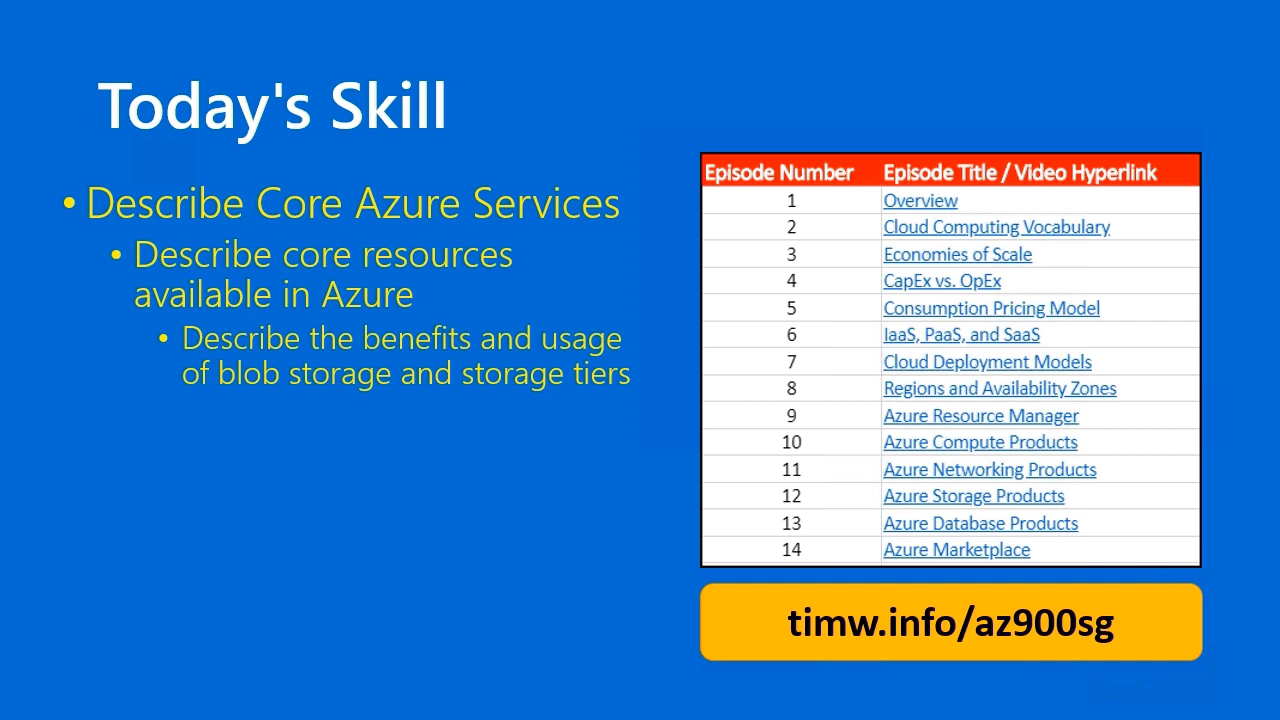 Today's Skill
• Describe Core Azure Services
• Describe core resources
available in Azure
• Describe the benefits and usage
of blob storage and storage tiers
Episode Number Episode Title / Video Hyperlink
1 Overview
2 Cloud Computing Vocabulary
3 Economies of Scale
4 CapEx vs. OpEx
5 Consumption Pricing Model
6 IaaS, PaaS, and SaaS
7 Cloud Deployment Models
8 Regions and Availability Zones
9 Azure Resource Manager
10 Azure Compute Products
11 Azure Networking Products
12 Azure Storage Products
13 Azure Database Products
14 Azure Marketplace
timw.info/az900sg